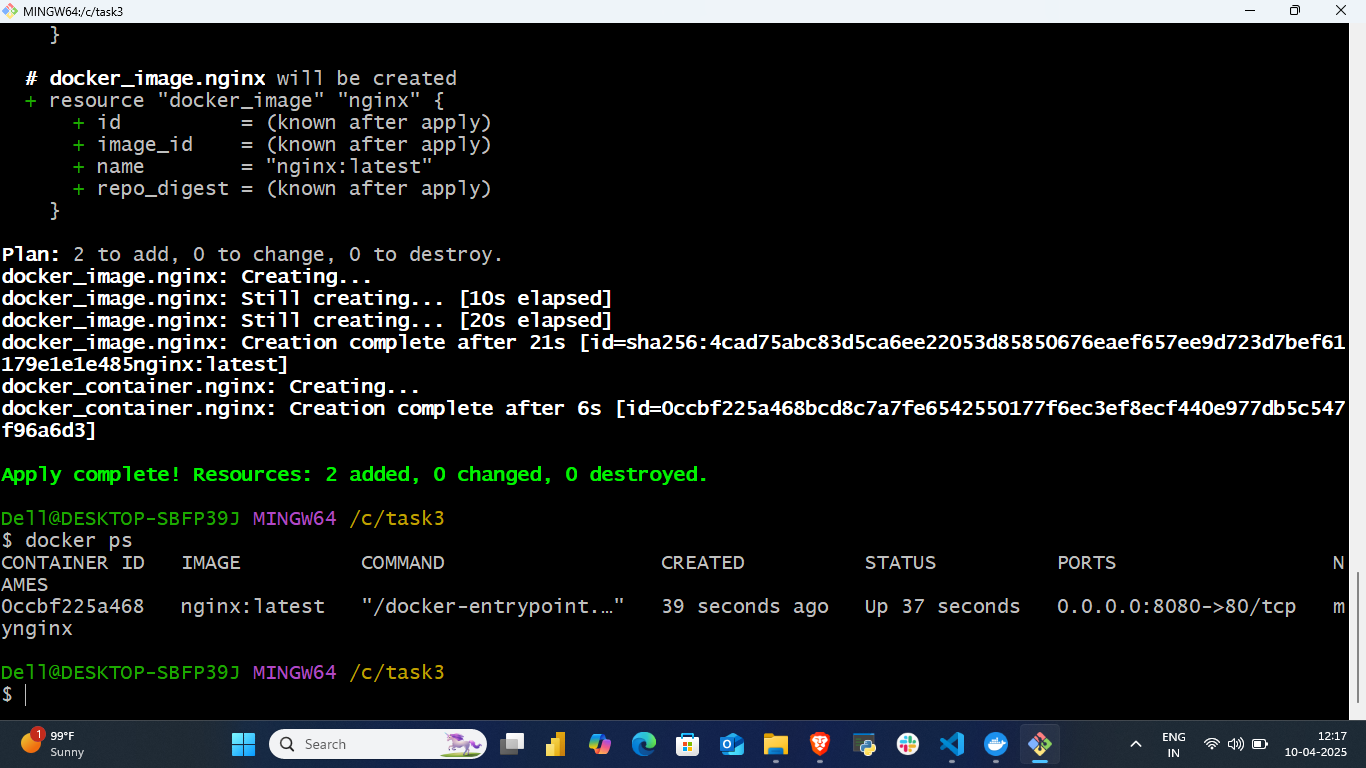 MINGW64:/c/task3
    }

  # docker_image.nginx will be created
  + resource "docker_image" "nginx" {
      + id          = (known after apply)
      + image_id    = (known after apply)
      + name        = "nginx:latest"
      + repo_digest = (known after apply)
    }

Plan: 2 to add, 0 to change, 0 to destroy.
docker_image.nginx: Creating...
docker_image.nginx: Still creating... [10s elapsed]
docker_image.nginx: Still creating... [20s elapsed]
docker_image.nginx: Creation complete after 21s [id=sha256:4cad75abc83d5ca6ee22053d85850676eaef657ee9d723d7bef61
179e1e1e485nginx:latest]
docker_container.nginx: Creating...
docker_container.nginx: Creation complete after 6s [id=0ccbf225a468bcd8c7a7fe6542550177f6ec3ef8ecf440e977db5c547
f96a6d3]

Apply complete! Resources: 2 added, 0 changed, 0 destroyed.

Dell@DESKTOP-SBFP39J MINGW64 /c/task3
$ docker ps
CONTAINER ID   IMAGE          COMMAND                  CREATED          STATUS          PORTS                  N
AMES
0ccbf225a468   nginx:latest   "/docker-entrypoint.…"   39 seconds ago   Up 37 seconds   0.0.0.0:8080->80/tcp   m
ynginx

Dell@DESKTOP-SBFP39J MINGW64 /c/task3
$
1
99°F
Sunny
Search
ENG
IN
12:17
10-04-2025